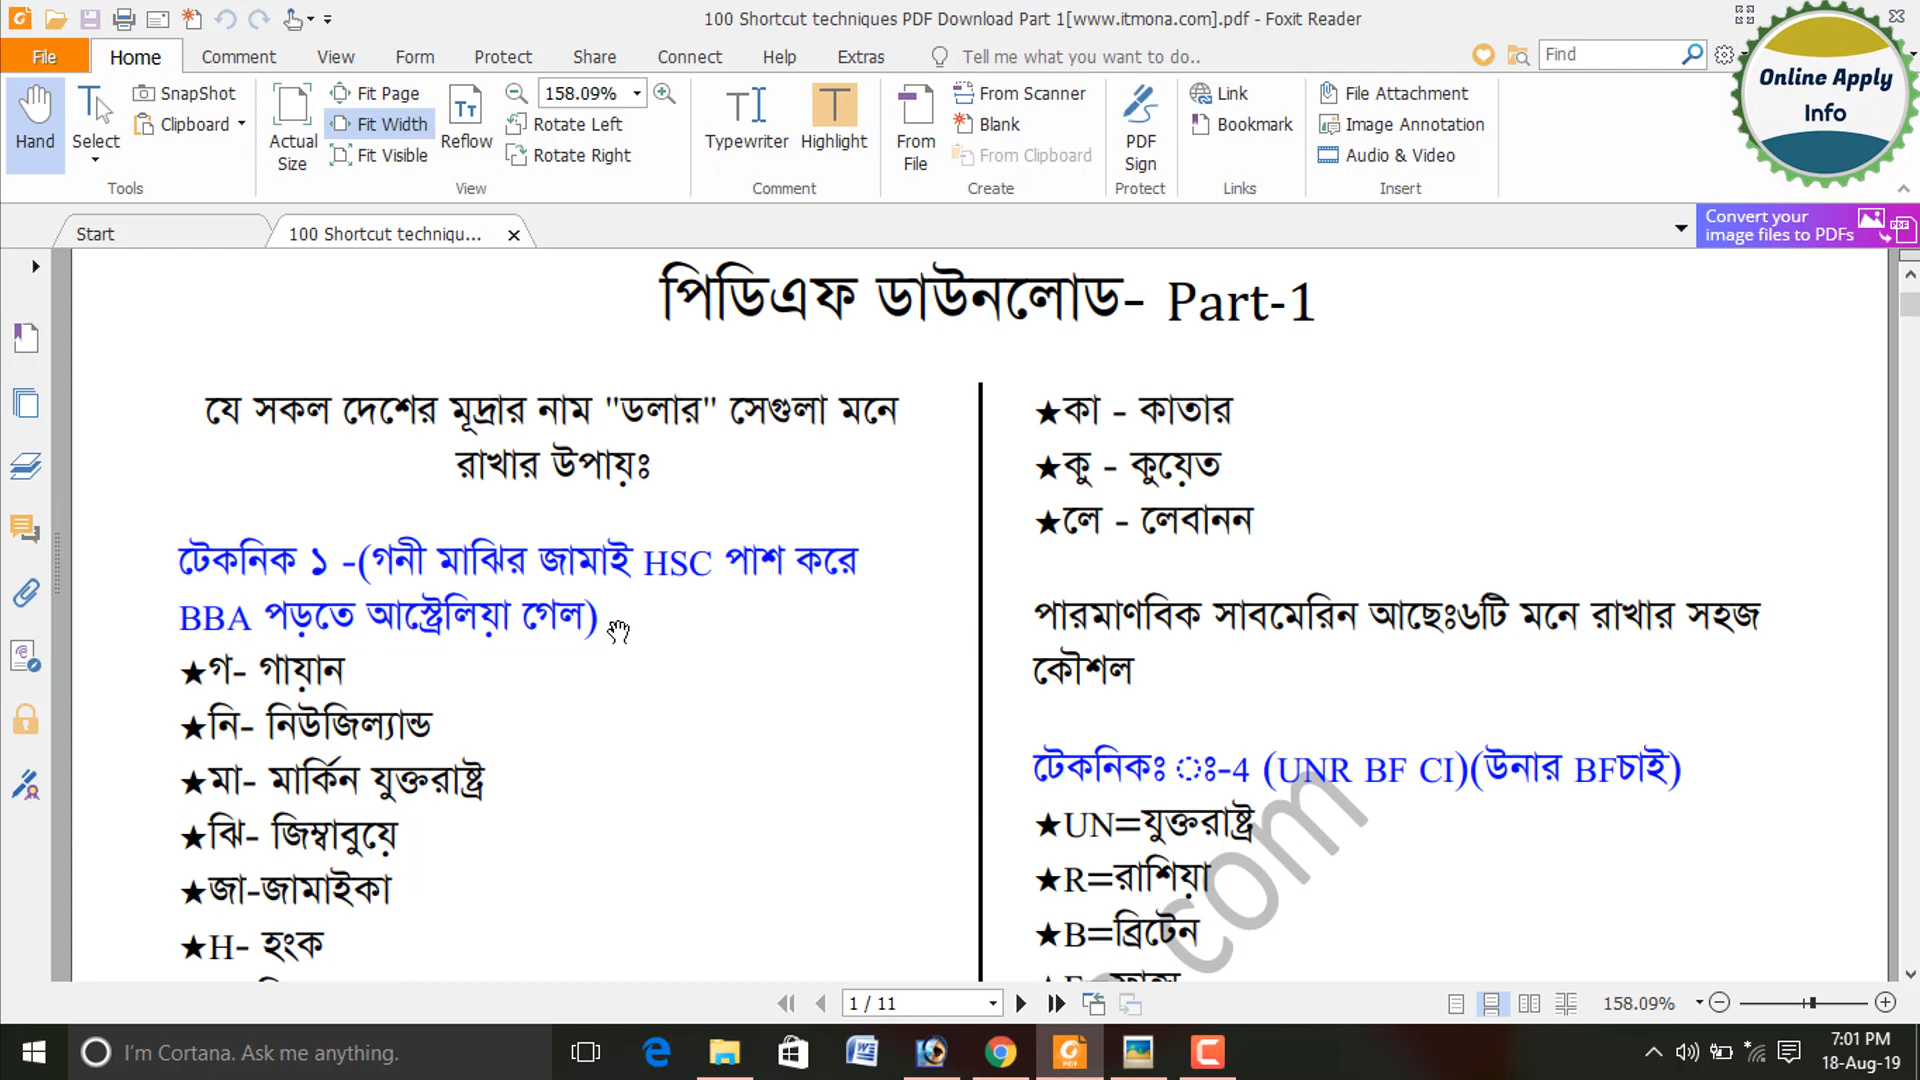 100 Shortcut techniques PDF Download Part 1[www.itmona.com].pdf - Foxit Reader
File Home Comment View Form Protect Share Connect Help Extras Tell me what you want to do.. Find
Online Apply
Info
Hand
Select
SnapShot
Clipboard
Tools
Actual
Size
Fit Page
Fit Width
Fit Visible
Reflow
158.09%
Rotate Left
Rotate Right
View
Typewriter
Highlight
Comment
From
File
From Scanner
Blank
From Clipboard
Create
PDF
Sign
Protect
Link
Bookmark
Links
File Attachment
Image Annotation
Audio & Video
Insert
Start
100 Shortcut techniqu...
Convert your
image files to PDFs
পিডিএফ ডাউনলোড- Part-1
যে সকল দেশের মূদ্রার নাম "ডলার" সেগুলা মনে
রাখার উপায়ঃ
টেকনিক ১ -(গনী মাঝির জামাই HSC পাশ করে
BBA পড়তে আস্ট্রেলিয়া গেল)
★গ- গায়ান
★নি- নিউজিল্যান্ড
★মা- মার্কিন যুক্তরাষ্ট্র
★ঝি- জিম্বাবুয়ে
★জা-জামাইকা
★H- হংক
★কা - কাতার
★কু - কুয়েত
★লে - লেবানন
পারমাণবিক সাবমেরিন আছেঃ৬টি মনে রাখার সহজ
কৌশল
টেকনিকঃ ঃ-4 (UNR BF CI)(উনার BFচাই)
★UN=যুক্তরাষ্ট্র
★R=রাশিয়া
★B=ব্রিটেন
com
1 / 11
158.09%
I'm Cortana. Ask me anything.
7:01 PM
18-Aug-19